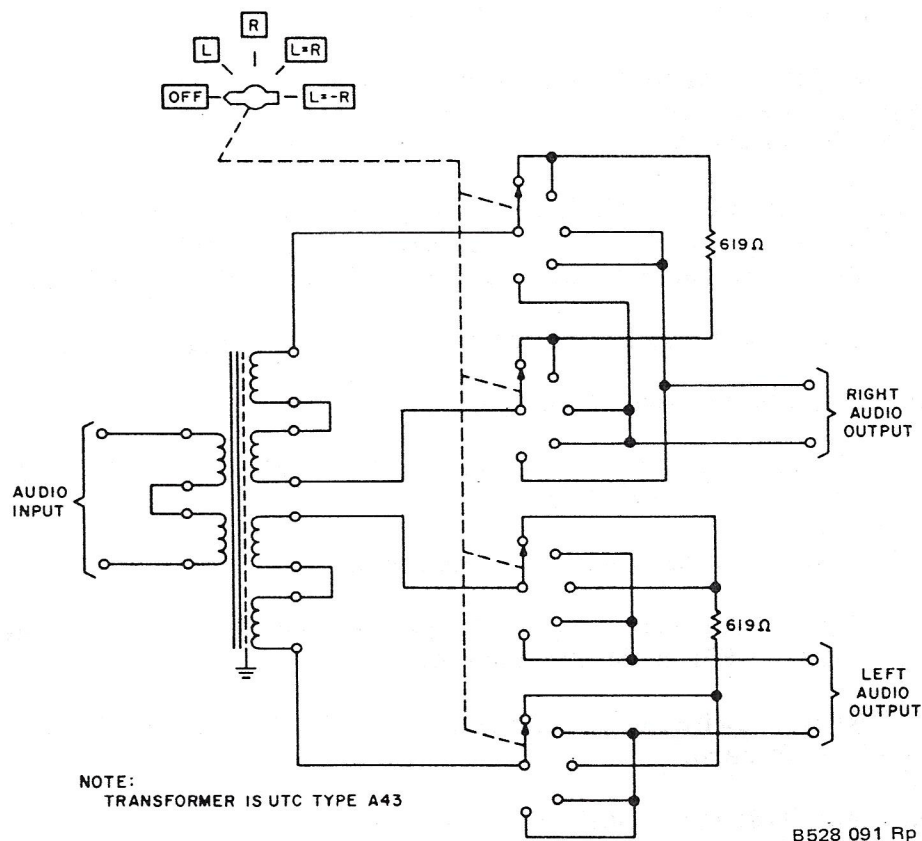 R
L
L=R
OFF
L=-R
619Ω
RIGHT
AUDIO
OUTPUT
AUDIO
INPUT
619Ω
LEFT
AUDIO
OUTPUT
NOTE:
TRANSFORMER IS UTC TYPE A43
B528 091 Rp